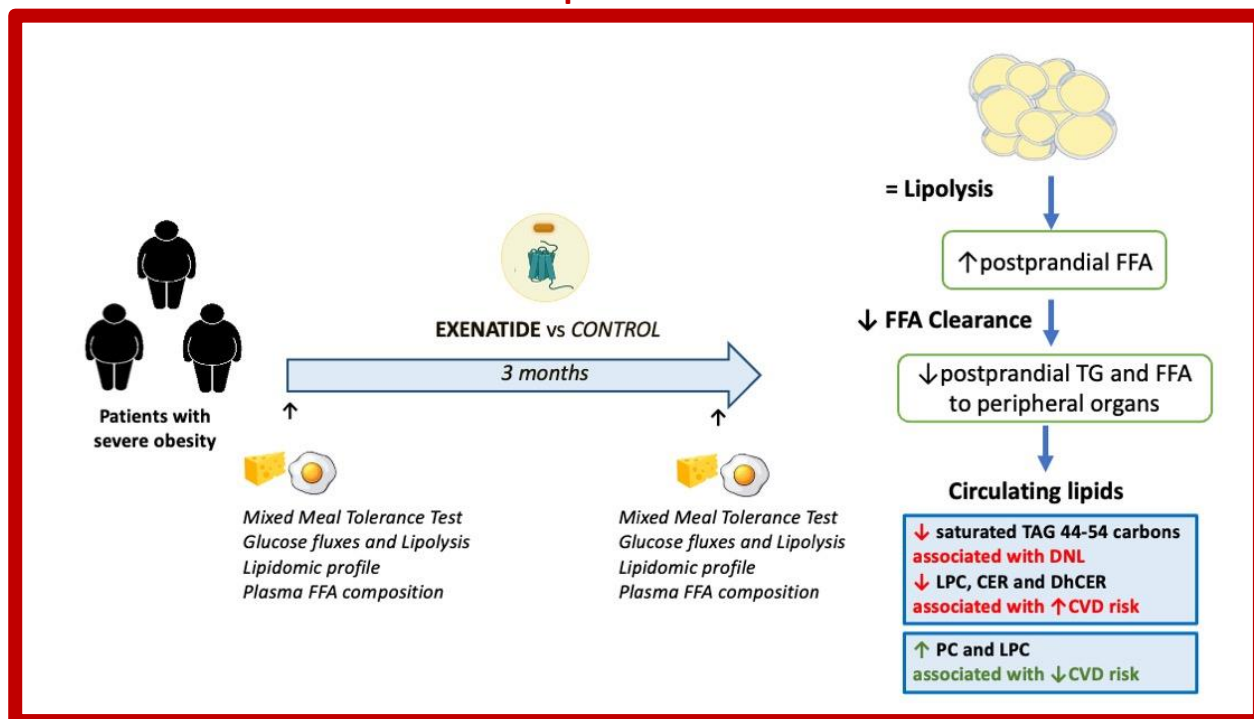 EXENATIDE vs CONTROL
3 months
Patients with
severe obesity
↑
↑
Mixed Meal Tolerance Test
Glucose fluxes and Lipolysis
Lipidomic profile
Plasma FFA composition
Mixed Meal Tolerance Test
Glucose fluxes and Lipolysis
Lipidomic profile
Plasma FFA composition
= Lipolysis
↑postprandial FFA
↓ FFA Clearance
↓postprandial TG and FFA
to peripheral organs
Circulating lipids
↓ saturated TAG 44-54 carbons
associated with DNL
↓ LPC, CER and DhCER
associated with ↑CVD risk
↑ PC and LPC
associated with ↓CVD risk